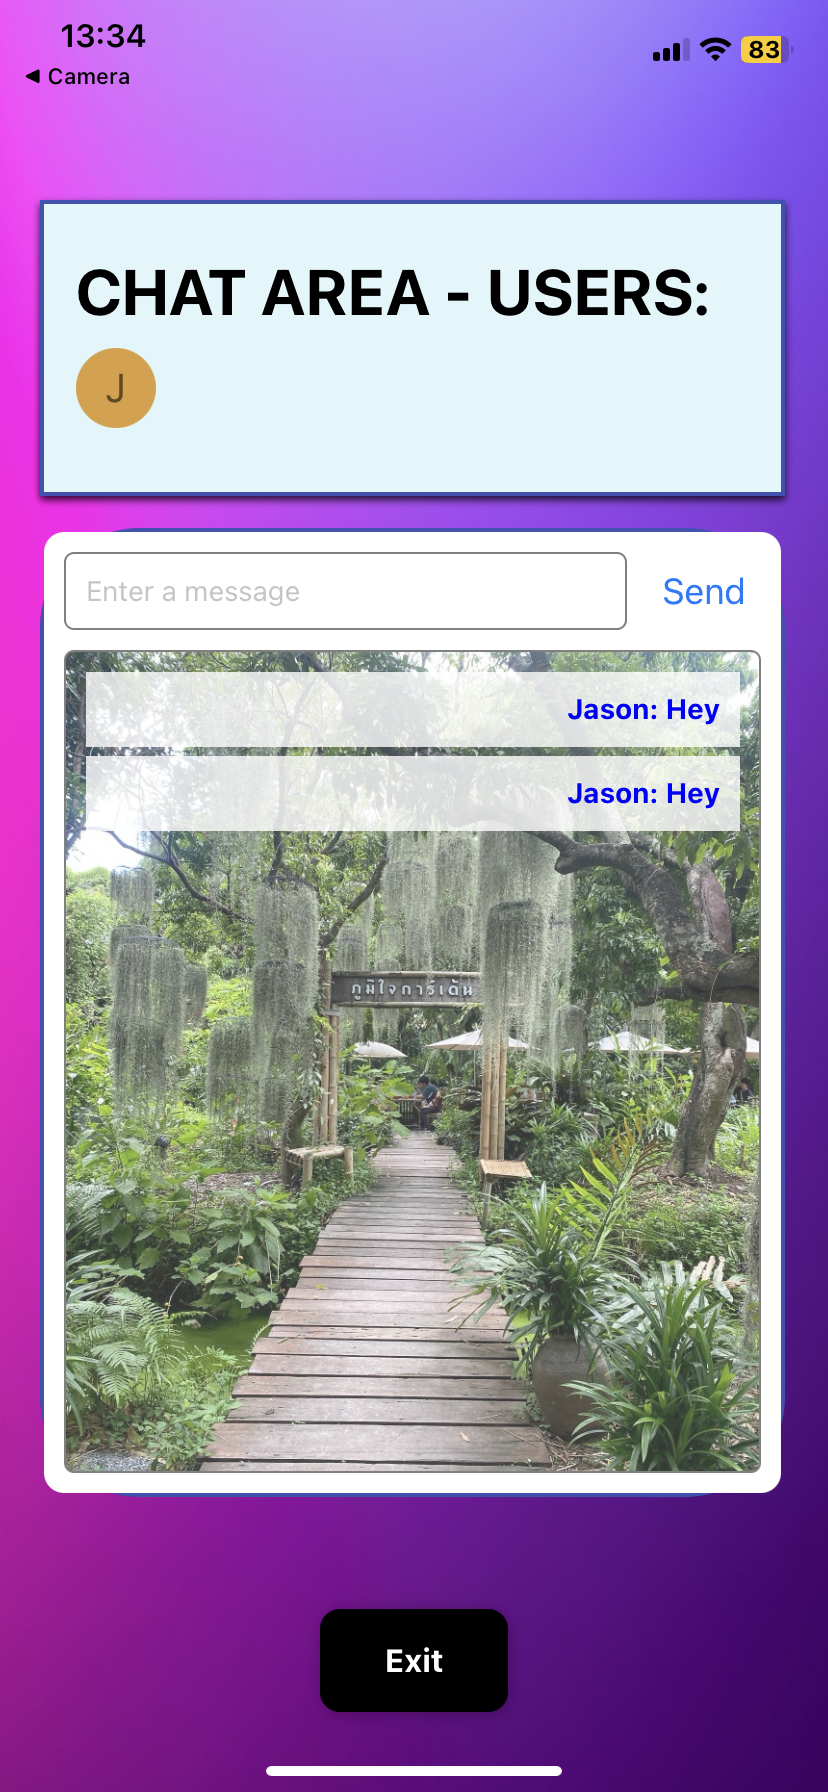 13:34
83
◀ Camera
CHAT AREA - USERS:
J
Enter a message
Send
Jason: Hey
Jason: Hey
ภูมิใจการ์เด้น
Exit